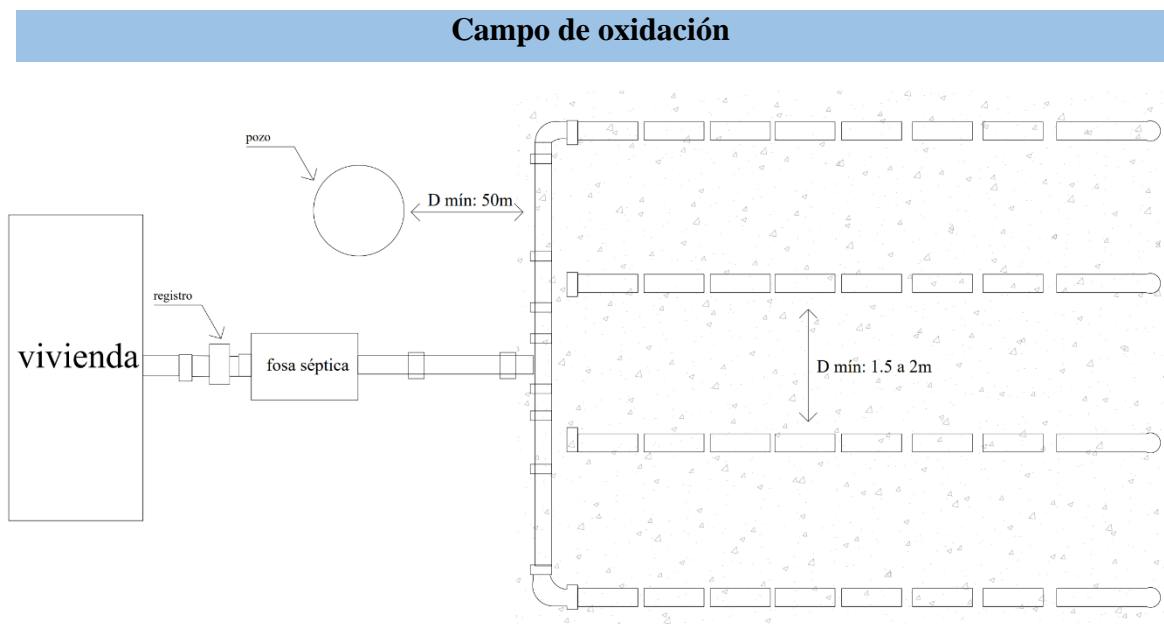 Campo de oxidación
pozo
D mín: 50m
registro
vivienda
fosa séptica
D mín: 1.5 a 2m